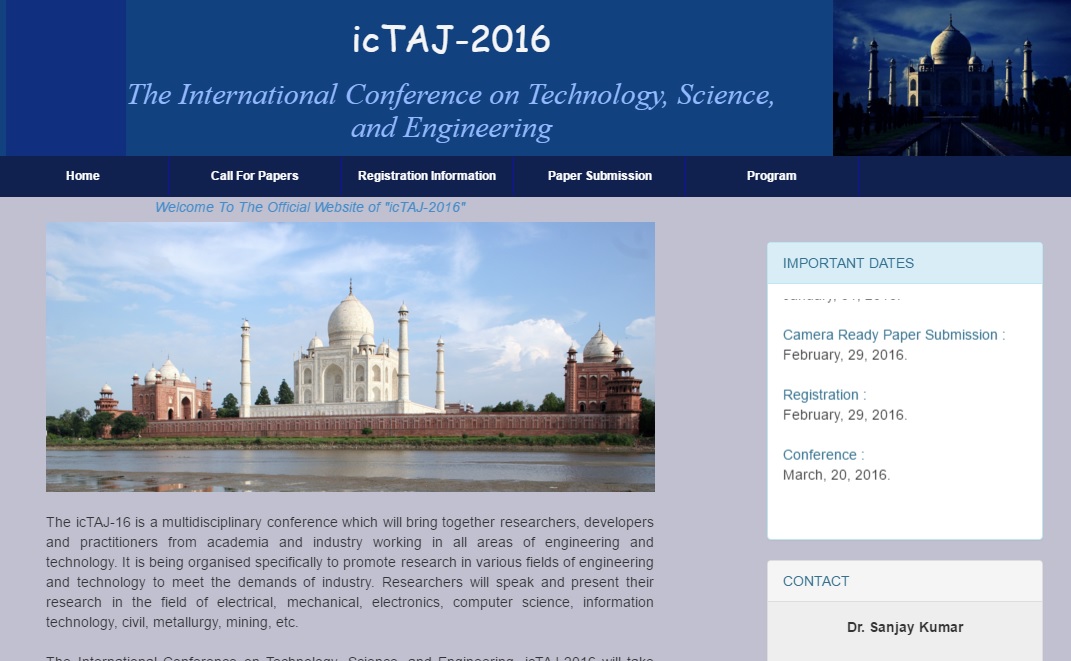 icTAJ-2016
The International Conference on Technology, Science,
and Engineering
Home
Call For Papers
Registration Information
Paper Submission
Program
Welcome To The Official Website of "icTAJ-2016"
The icTAJ-16 is a multidisciplinary conference which will bring together researchers, developers
and practitioners from academia and industry working in all areas of engineering and
technology. It is being organised specifically to promote research in various fields of engineering
and technology to meet the demands of industry. Researchers will speak and present their
research in the field of electrical, mechanical, electronics, computer science, information
technology, civil, metallurgy, mining, etc.
The International Conference on Technology, Science, and Engineering, icTAJ 2016 will take
IMPORTANT DATES
Camera Ready Paper Submission :
February, 29, 2016.
Registration :
February, 29, 2016.
Conference :
March, 20, 2016.
CONTACT
Dr. Sanjay Kumar